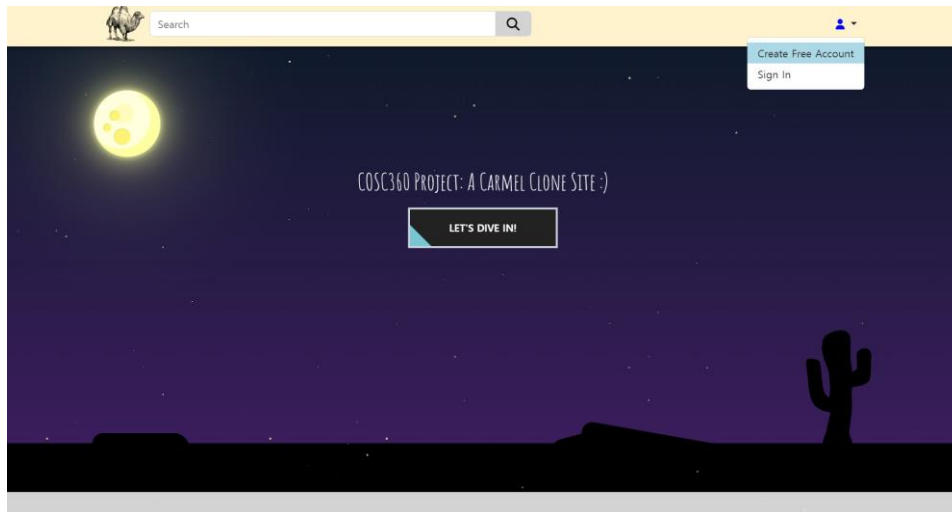 Search
Create Free Account
Sign In
COSC360 Project: A Carmel Clone Site :)
LET'S DIVE IN!